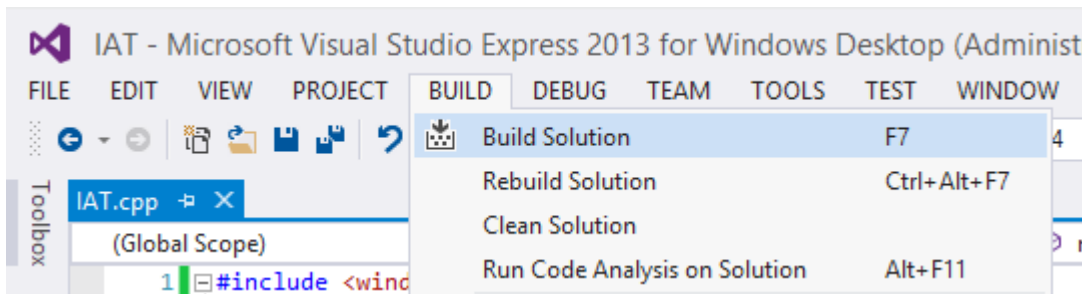 IAT - Microsoft Visual Studio Express 2013 for Windows Desktop (Administ
FILE EDIT VIEW PROJECT BUILD DEBUG TEAM TOOLS TEST WINDOW
Build Solution F7
4
Rebuild Solution Ctrl+Alt+F7
Toolbox
IAT.cpp
Clean Solution
(Global Scope)
Run Code Analysis on Solution Alt+F11
1 #include <wind